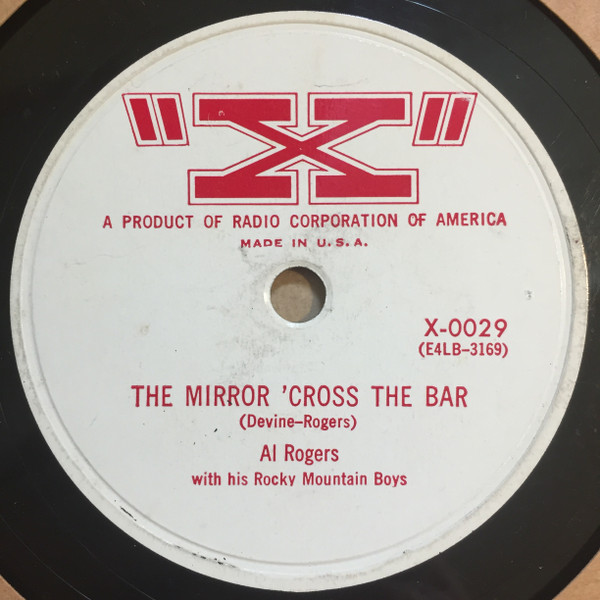 "X"
A PRODUCT OF RADIO CORPORATION OF AMERICA
MADE IN U.S.A.
X-0029
(E4LB-3169)
THE MIRROR 'CROSS THE BAR
(Devine-Rogers)
Al Rogers
with his Rocky Mountain Boys